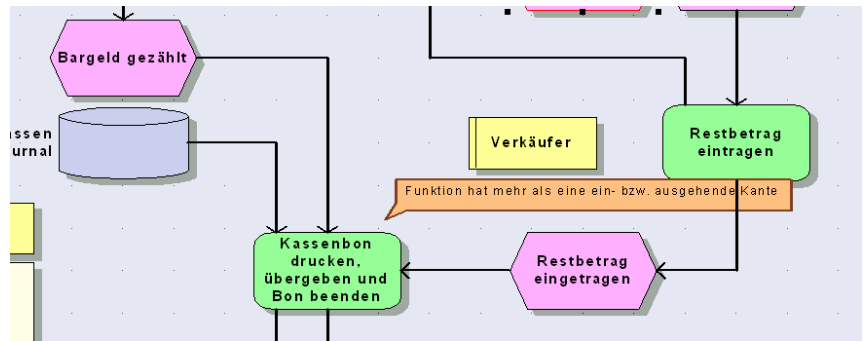 Bargeld gezählt
assen
urnal
Verkäufer
Restbetrag
eintragen
Funktion hat mehr als eine ein- bzw. ausgehende Kante
Kassenbon
drucken,
übergeben und
Bon beenden
Restbetrag
eingetragen